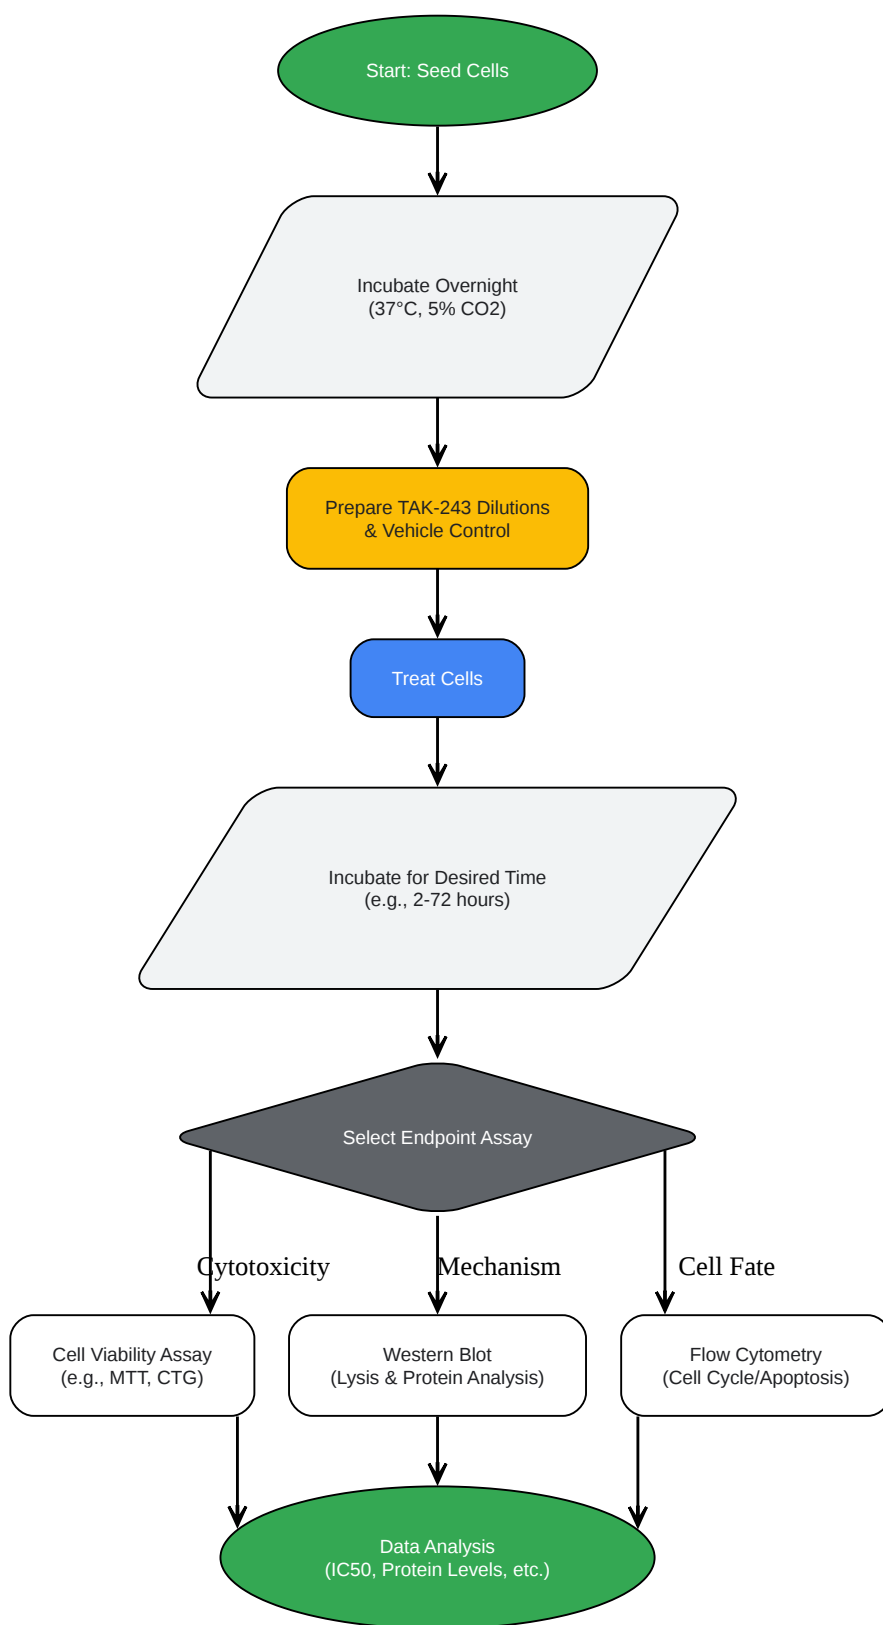 Start: Seed Cells
Incubate Overnight
(37°C, 5% CO2)
Prepare TAK-243 Dilutions
& Vehicle Control
Treat Cells
Incubate for Desired Time
(e.g., 2-72 hours)
Select Endpoint Assay
Cytotoxicity
Mechanism
Cell Fate
Cell Viability Assay
(e.g., MTT, CTG)
Western Blot
(Lysis & Protein Analysis)
Flow Cytometry
(Cell Cycle/Apoptosis)
Data Analysis
(IC50, Protein Levels, etc.)